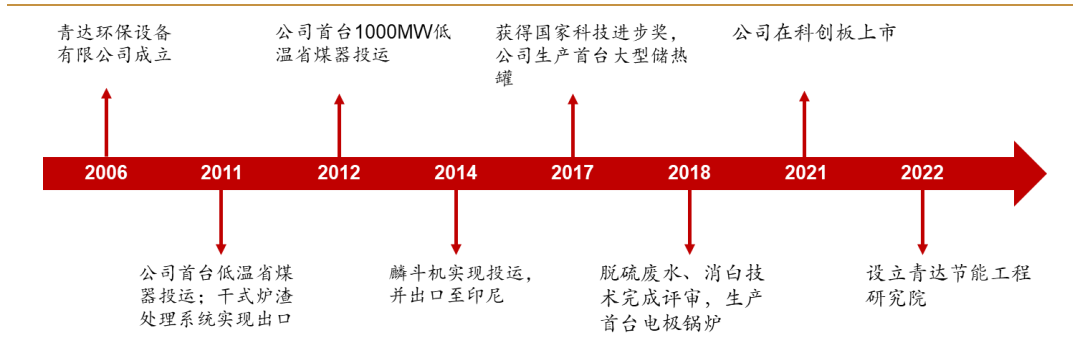 青达环保设备
有限公司成立
公司首台1000MW低
温省煤器投运
获得国家科技进步奖，
公司生产首台大型储热
罐
公司在科创板上市
2006
2011
2012
2014
2017
2018
2021
2022
公司首台低温省煤
器投运；干式炉渣
处理系统实现出口
麟斗机实现投运，
并出口至印尼
脱硫废水、消白技
术完成评审，生产
首台电极锅炉
设立青达节能工程
研究院